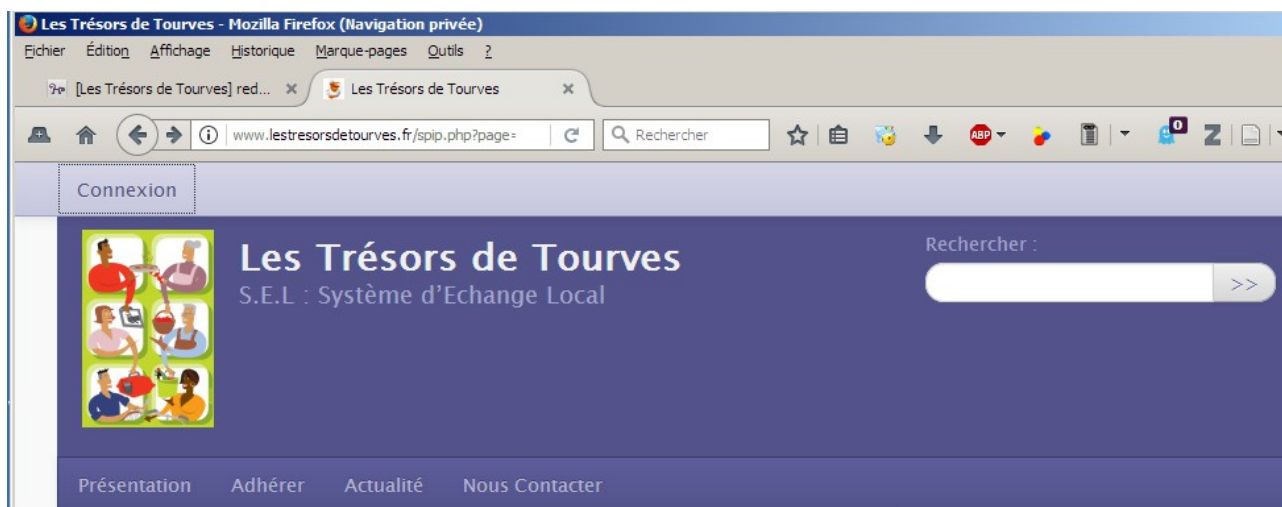 Les Trésors de Tourves - Mozilla Firefox (Navigation privée)
Fichier Édition Affichage Historique Marque-pages Outils ?
[Les Trésors de Tourves] red... Les Trésors de Tourves
www.lestresorsdetourves.fr/spip.php?page= Rechercher ABP 0 Z
Connexion
Les Trésors de Tourves
S.E.L : Système d'Echange Local
Rechercher :
>>
Présentation Adhérer Actualité Nous Contacter